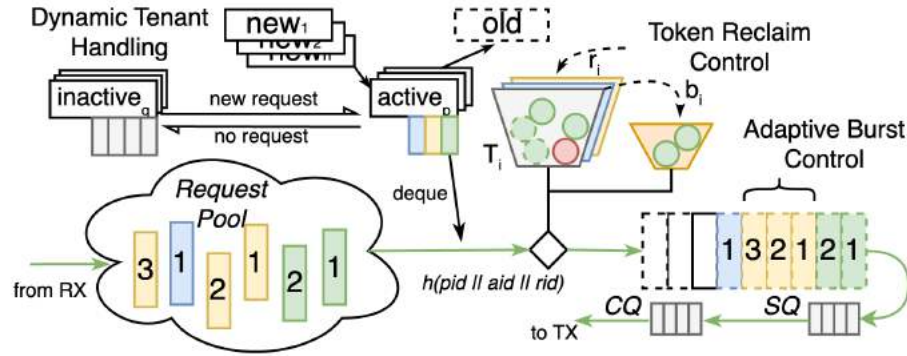 Dynamic Tenant
Handling
new₁
new₂
newₙ
old
Token Reclaim
Control
rᵢ
bᵢ
inactive_q
new request
no request
active_p
Tᵢ
Adaptive Burst
Control
deque
Request
Pool
3 1 2 1 2 1
1 3 2 1 2 1
from RX
h(pid || aid || rid)
CQ
SQ
to TX